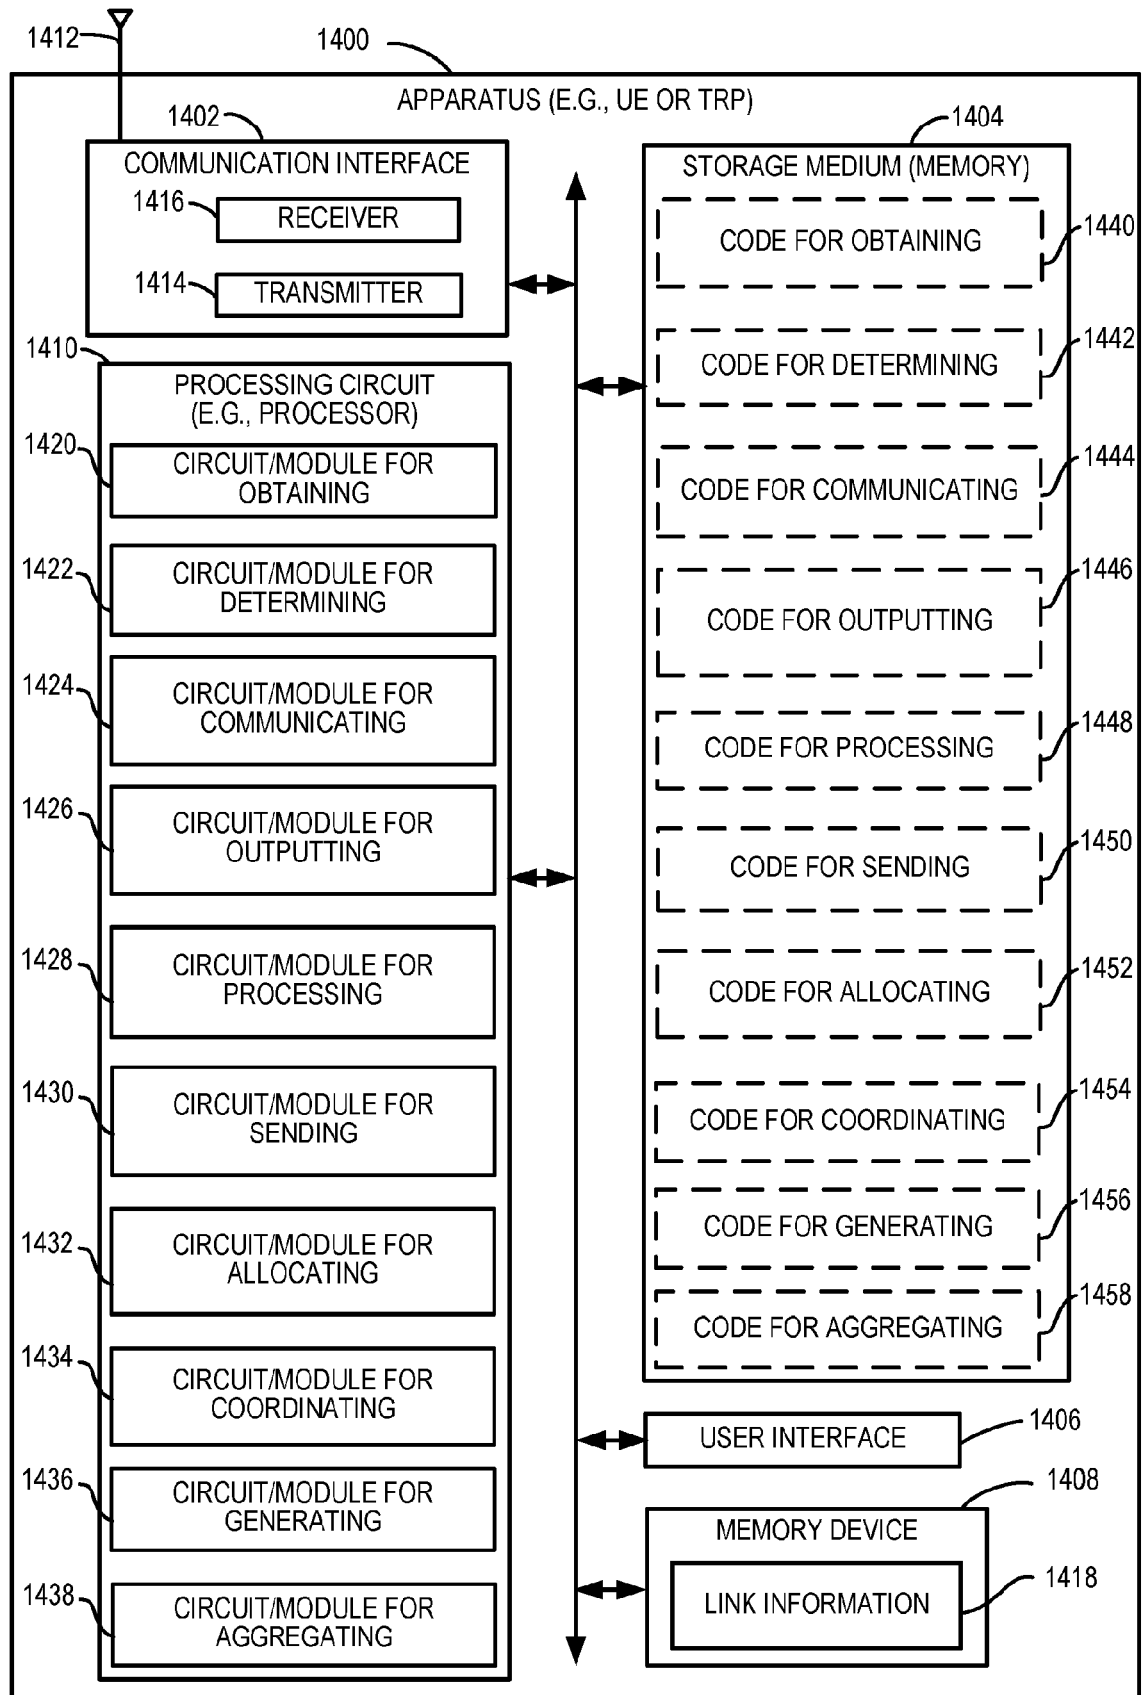 1412
1400
APPARATUS (E.G., UE OR TRP)
1402
COMMUNICATION INTERFACE
1416
RECEIVER
1414
TRANSMITTER
1410
PROCESSING CIRCUIT
(E.G., PROCESSOR)
1420
CIRCUIT/MODULE FOR
OBTAINING
1422
CIRCUIT/MODULE FOR
DETERMINING
1424
CIRCUIT/MODULE FOR
COMMUNICATING
1426
CIRCUIT/MODULE FOR
OUTPUTTING
1428
CIRCUIT/MODULE FOR
PROCESSING
1430
CIRCUIT/MODULE FOR
SENDING
1432
CIRCUIT/MODULE FOR
ALLOCATING
1434
CIRCUIT/MODULE FOR
COORDINATING
1436
CIRCUIT/MODULE FOR
GENERATING
1438
CIRCUIT/MODULE FOR
AGGREGATING
1404
STORAGE MEDIUM (MEMORY)
CODE FOR OBTAINING
1440
CODE FOR DETERMINING
1442
CODE FOR COMMUNICATING
1444
CODE FOR OUTPUTTING
1446
CODE FOR PROCESSING
1448
CODE FOR SENDING
1450
CODE FOR ALLOCATING
1452
CODE FOR COORDINATING
1454
CODE FOR GENERATING
1456
CODE FOR AGGREGATING
1458
USER INTERFACE
1406
1408
MEMORY DEVICE
LINK INFORMATION
1418